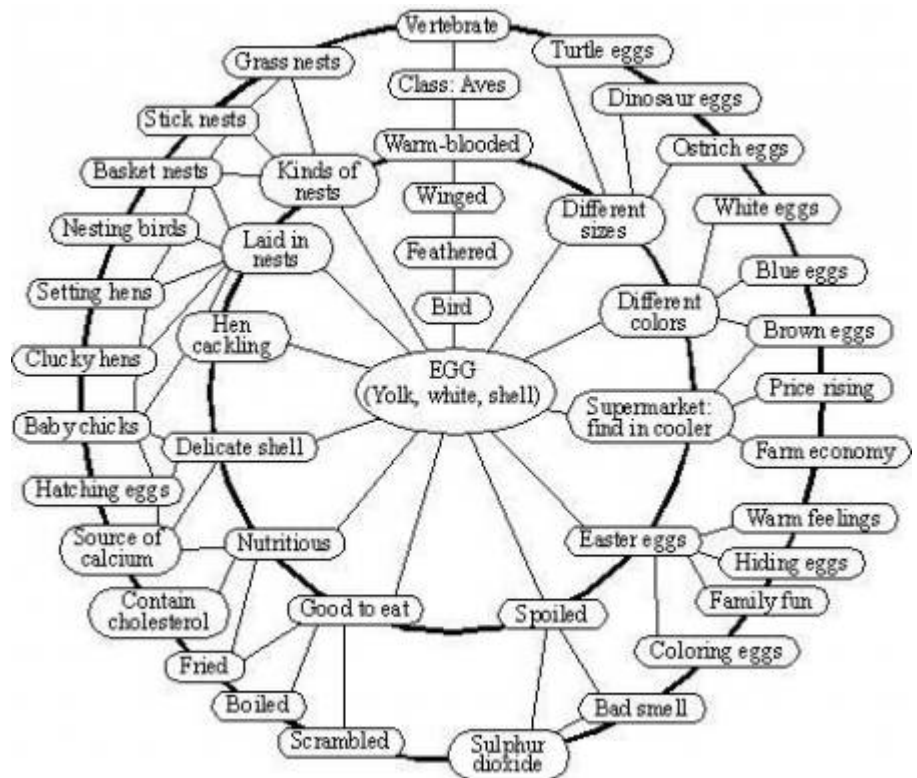 Vertebrate
Grass nests
Turtle eggs
Class: Aves
Dinosaur eggs
Stick nests
Warm-blooded
Ostrich eggs
Basket nests
Kinds of
nests
Winged
Different
sizes
White eggs
Nesting birds
Laid in
nests
Feathered
Blue eggs
Setting hens
Bird
Different
colors
Hen
cackling
Brown eggs
Clucky hens
EGG
(Yolk, white, shell)
Price rising
Supermarket:
find in cooler
Baby chicks
Delicate shell
Farm economy
Hatching eggs
Warm feelings
Source of
calcium
Nutritious
Easter eggs
Hiding eggs
Contain
cholesterol
Good to eat
Spoiled
Family fun
Coloring eggs
Fried
Boiled
Bad smell
Scrambled
Sulphur
dioxide